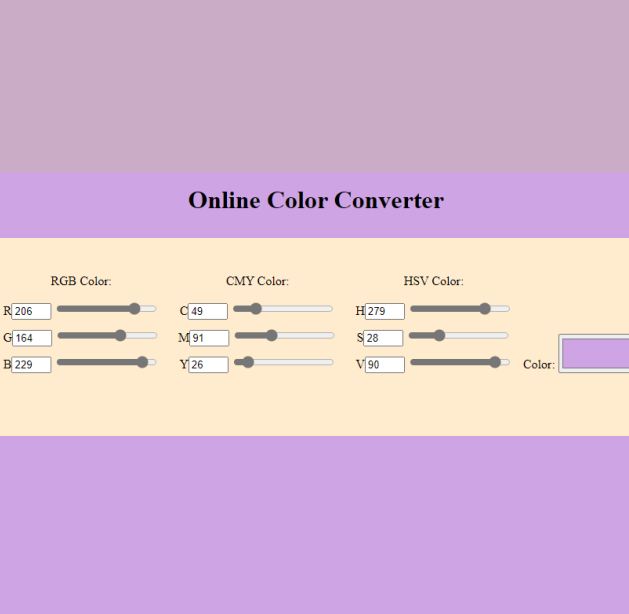 Online Color Converter
RGB Color: CMY Color: HSV Color:
R 206 C 49 H 279
G 164 M 91 S 28
B 229 Y 26 V 90 Color: